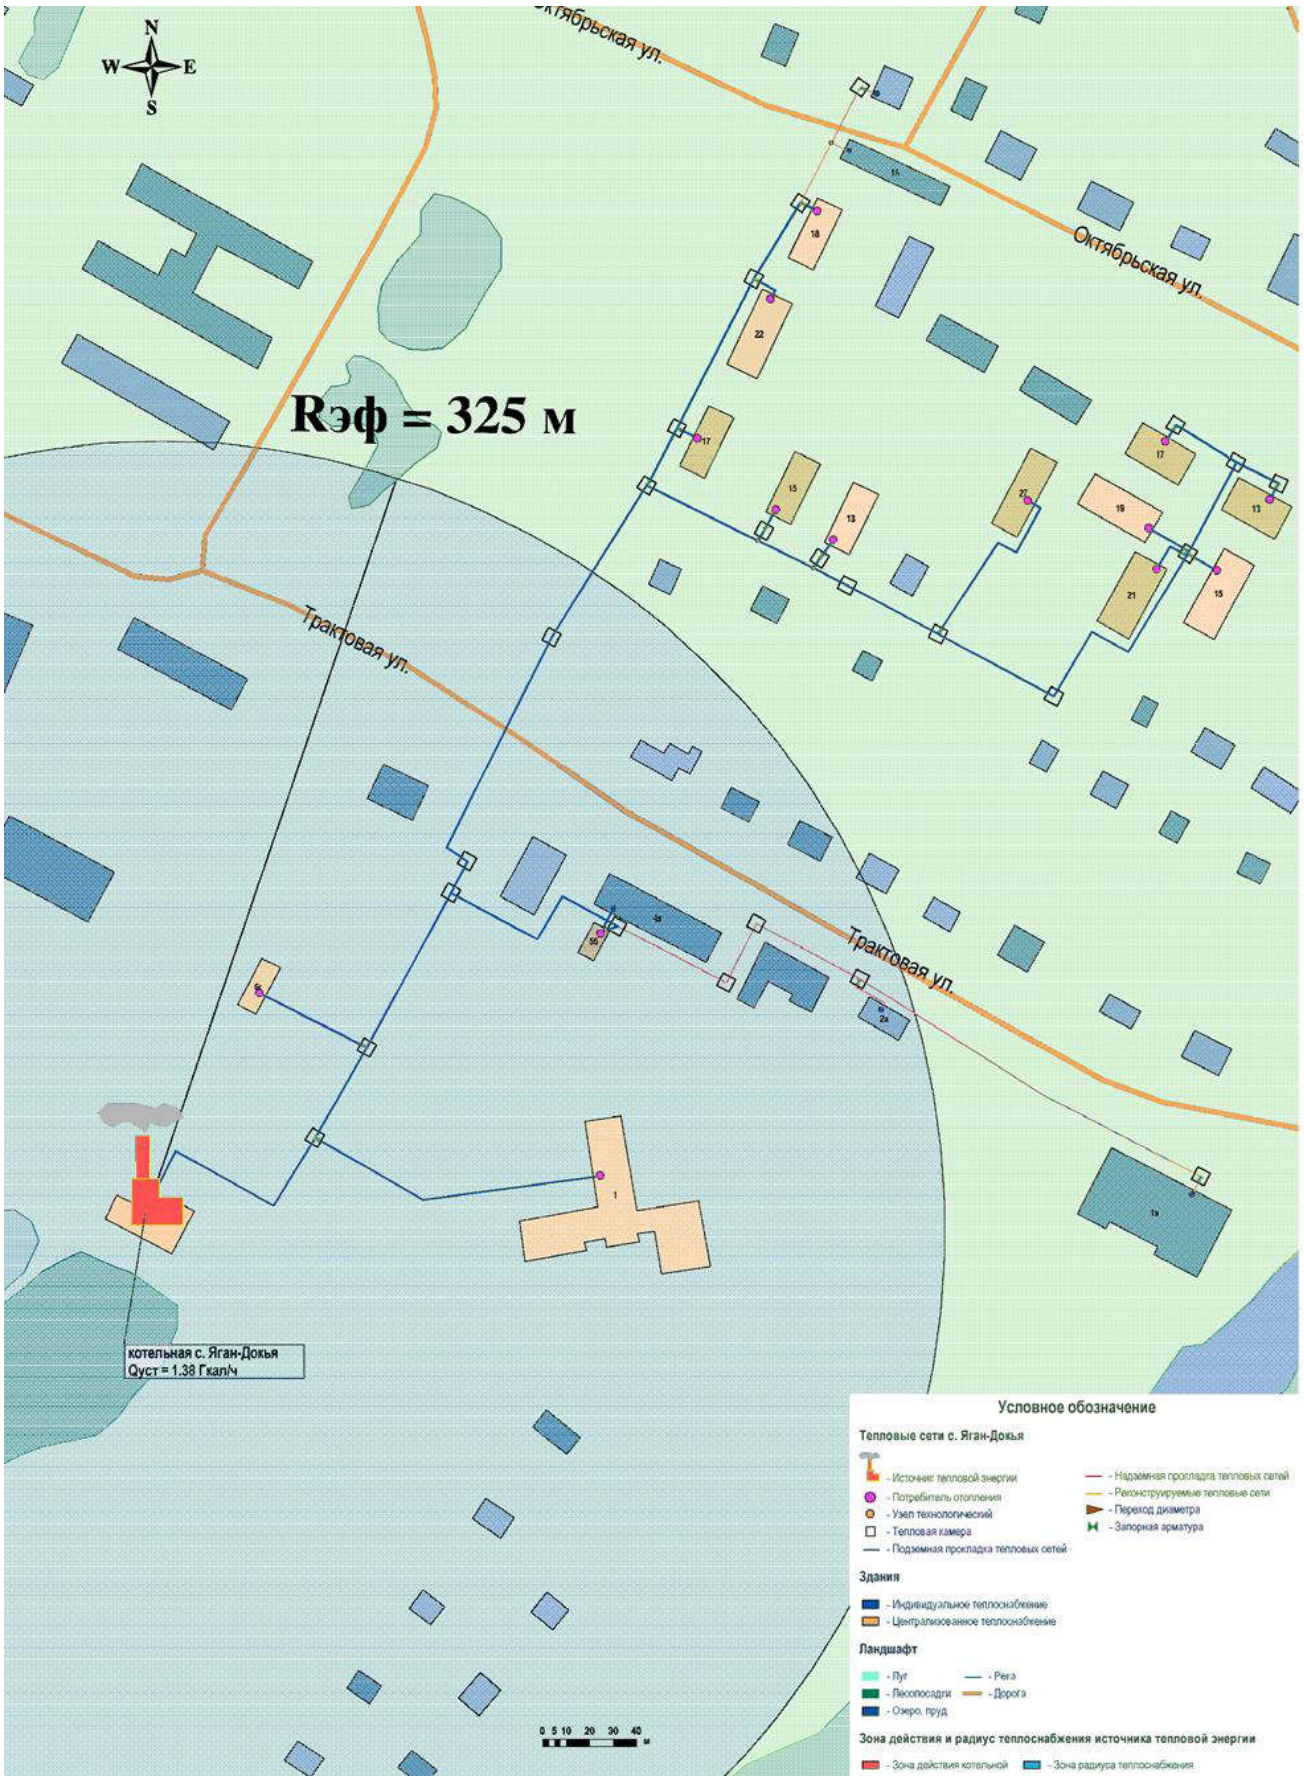 Октябрьская ул.
N
W E
S
15
18
Октябрьская ул.
22
Rэф = 325 м
17
17
15
27
13
19
13
21
15
Трактовая ул.
55
Трактовая ул.
2а
1
1а
котельная с. Яган-Докья
Qуст = 1.38 Гкал/ч
Условное обозначение
Тепловые сети с. Яган-Докья
- Источник тепловой энергии
- Надземная прокладка тепловых сетей
- Потребитель отопления
- Реконструируемые тепловые сети
- Узел технологический
- Переход диаметра
- Тепловая камера
- Запорная арматура
- Подземная прокладка тепловых сетей
Здания
- Индивидуальное теплоснабжение
- Централизованное теплоснабжение
Ландшафт
- Луг
- Река
- Лесопосадки
- Дорога
- Озеро, пруд
0 5 10 20 30 40
м
Зона действия и радиус теплоснабжения источника тепловой энергии
- Зона действия котельной
- Зона радиуса теплоснабжения